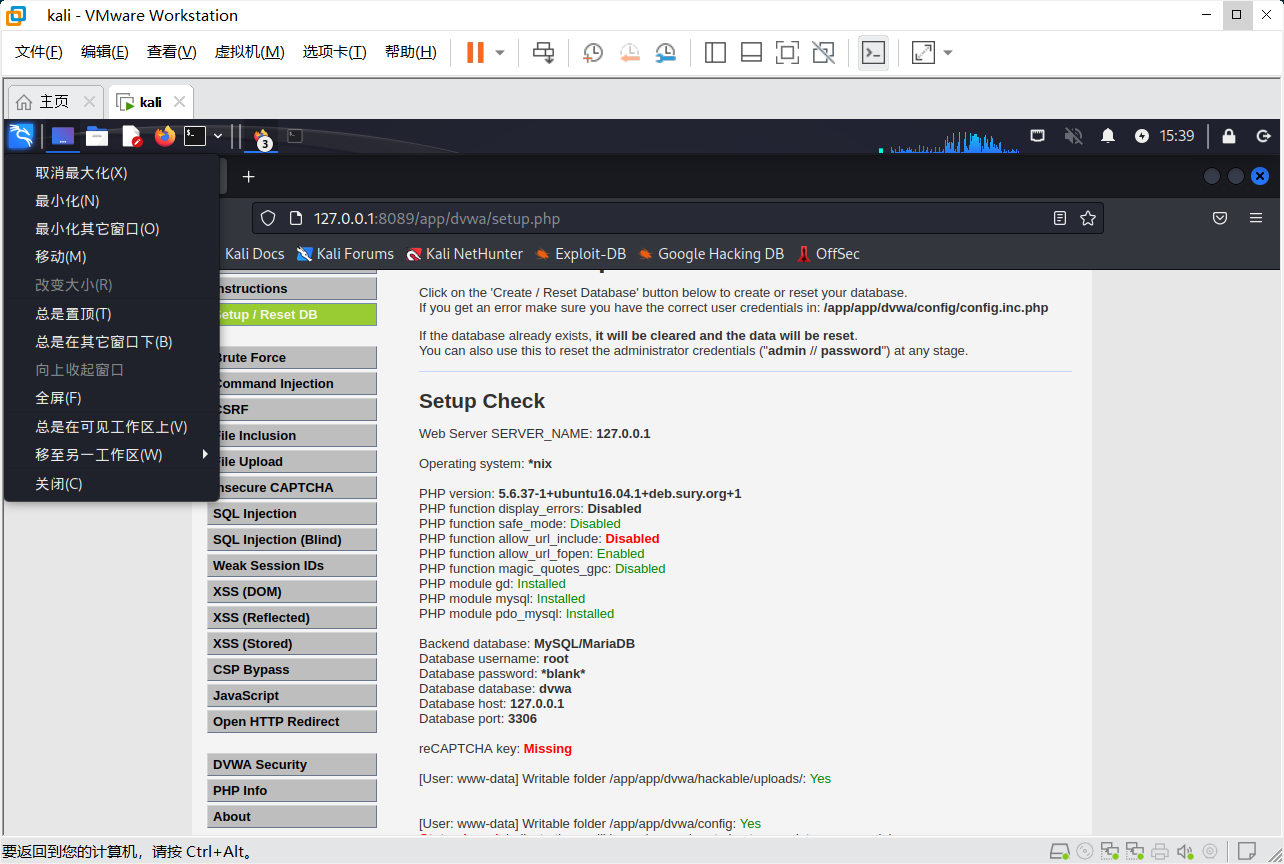 kali - VMware Workstation
文件(F) 编辑(E) 查看(V) 虚拟机(M) 选项卡(T) 帮助(H)
主页 kali
3 15:39
取消最大化(X)
最小化(N)
最小化其它窗口(O)
移动(M)
改变大小(R)
总是置顶(T)
总是在其它窗口下(B)
向上收起窗口
全屏(F)
总是在可见工作区上(V)
移至另一工作区(W)
关闭(C)
127.0.0.1:8089/app/dvwa/setup.php
Kali Docs Kali Forums Kali NetHunter Exploit-DB Google Hacking DB OffSec
nstructions
etup / Reset DB
rute Force
ommand Injection
CSRF
ile Inclusion
ile Upload
nsecure CAPTCHA
SQL Injection
SQL Injection (Blind)
Weak Session IDs
XSS (DOM)
XSS (Reflected)
XSS (Stored)
CSP Bypass
JavaScript
Open HTTP Redirect
DVWA Security
PHP Info
About
Click on the 'Create / Reset Database' button below to create or reset your database.
If you get an error make sure you have the correct user credentials in: /app/app/dvwa/config/config.inc.php
If the database already exists, it will be cleared and the data will be reset.
You can also use this to reset the administrator credentials ("admin // password") at any stage.
Setup Check
Web Server SERVER_NAME: 127.0.0.1
Operating system: *nix
PHP version: 5.6.37-1+ubuntu16.04.1+deb.sury.org+1
PHP function display_errors: Disabled
PHP function safe_mode: Disabled
PHP function allow_url_include: Disabled
PHP function allow_url_fopen: Enabled
PHP function magic_quotes_gpc: Disabled
PHP module gd: Installed
PHP module mysql: Installed
PHP module pdo_mysql: Installed
Backend database: MySQL/MariaDB
Database username: root
Database password: *blank*
Database database: dvwa
Database host: 127.0.0.1
Database port: 3306
reCAPTCHA key: Missing
[User: www-data] Writable folder /app/app/dvwa/hackable/uploads/: Yes
[User: www-data] Writable folder /app/app/dvwa/config: Yes
要返回到您的计算机，请按 Ctrl+Alt。